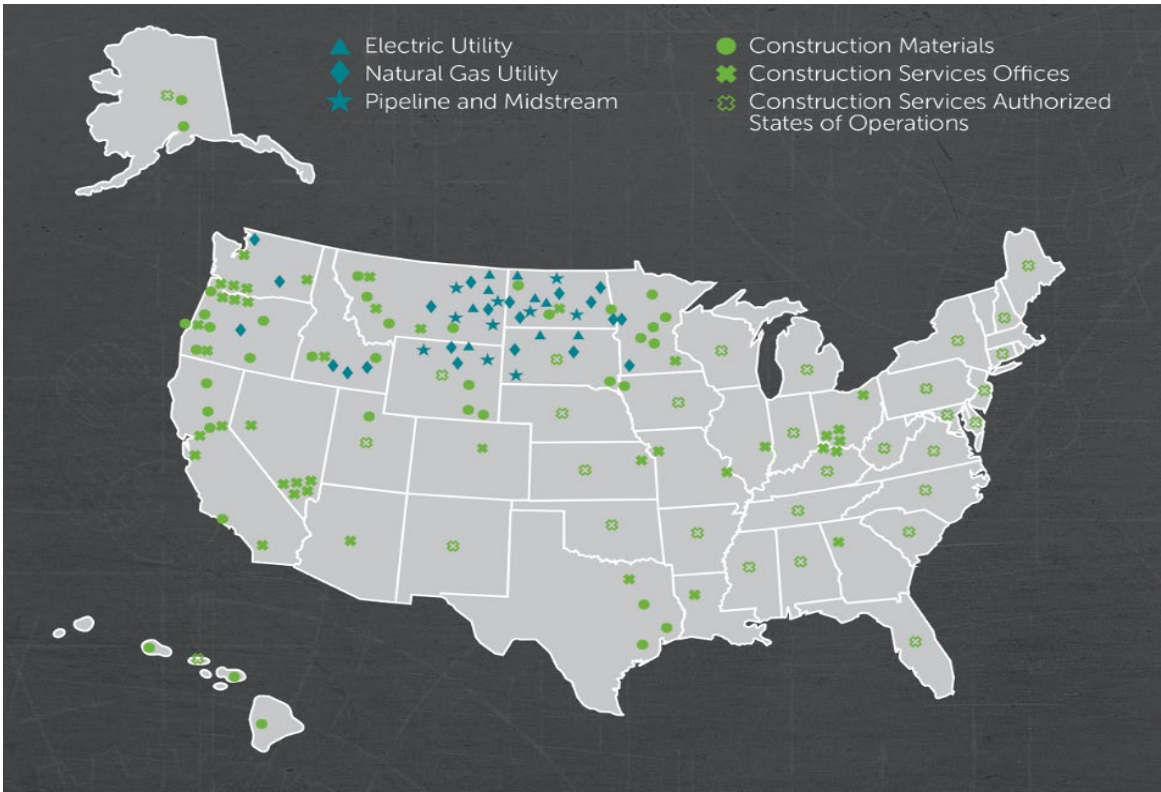 Electric Utility
Natural Gas Utility
Pipeline and Midstream
Construction Materials
Construction Services Offices
Construction Services Authorized
States of Operations